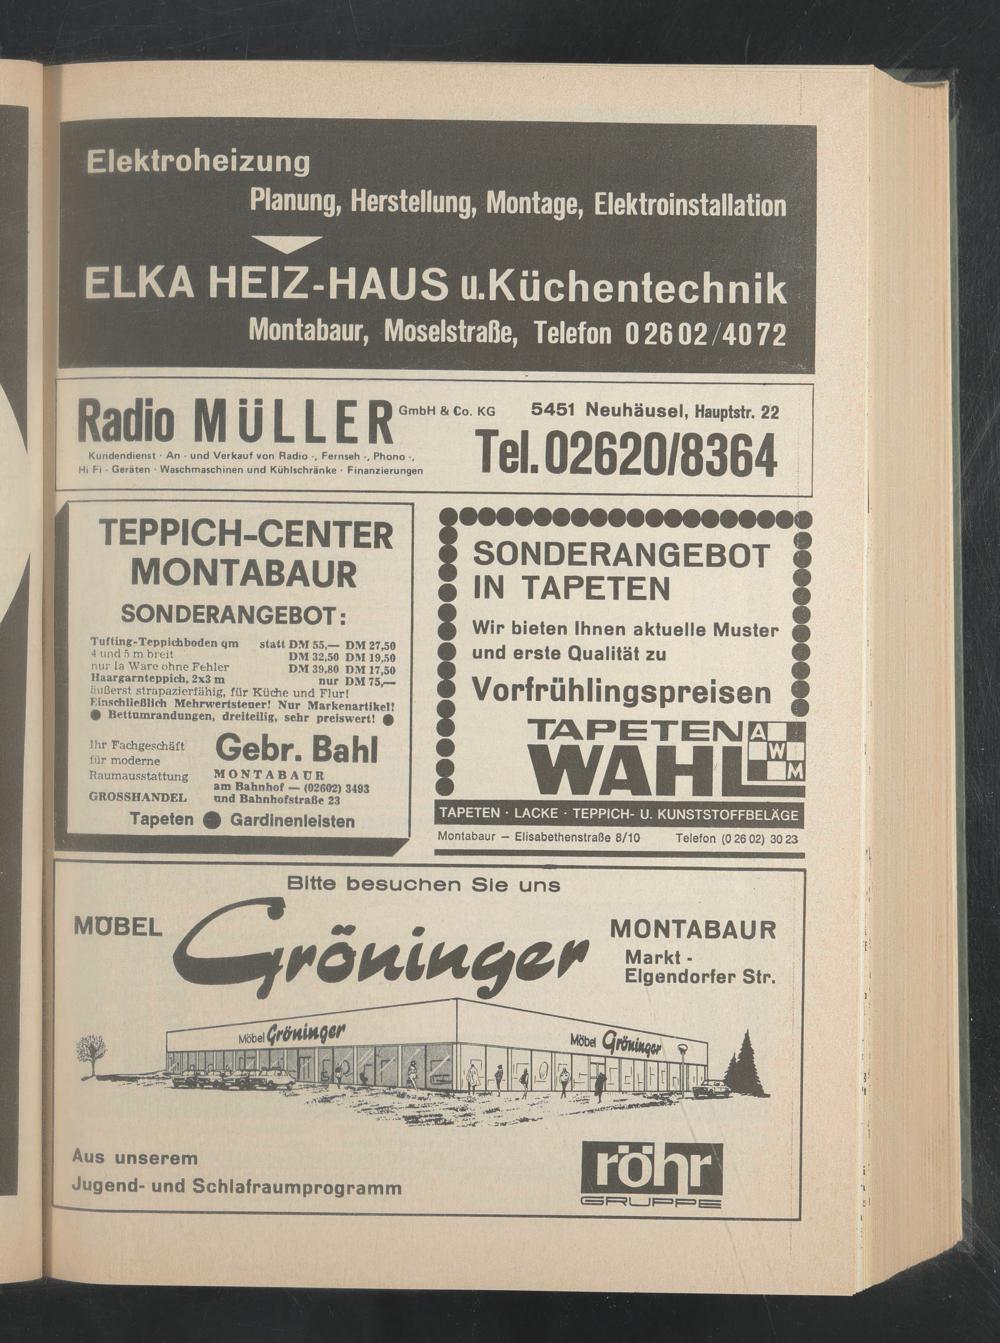 Elektroheizung
Planung, Herstellung, Montage, Elektroinstallation
ELKA HEIZ-HAUS u.Küchentechnik
Montabaur, Moselstraße, Telefon 02602/4072
Radio MÜLLER GmbH & Co. KG
Kundendienst · An - und Verkauf von Radio -, Fernseh -, Phono -,
Hi Fi - Geräten · Waschmaschinen und Kühlschränke · Finanzierungen
5451 Neuhäusel, Hauptstr. 22
Tel. 02620/8364
TEPPICH-CENTER
MONTABAUR
SONDERANGEBOT:
Tufting-Teppichboden qm statt DM 55,— DM 27,50
4 und 5 m breit DM 32,50 DM 19,50
nur Ia Ware ohne Fehler DM 39,80 DM 17,50
Haargarnteppich, 2x3 m nur DM 75,—
äußerst strapazierfähig, für Küche und Flur!
Einschließlich Mehrwertsteuer! Nur Markenartikel!
● Bettumrandungen, dreiteilig, sehr preiswert! ●
Ihr Fachgeschäft
für moderne
Raumausstattung
GROSSHANDEL
Gebr. Bahl
MONTABAUR
am Bahnhof — (02602) 3493
und Bahnhofstraße 23
Tapeten ● Gardinenleisten
SONDERANGEBOT
IN TAPETEN
Wir bieten Ihnen aktuelle Muster
und erste Qualität zu
Vorfrühlingspreisen
TAPETEN
WAHL
A
W
M
TAPETEN · LACKE · TEPPICH- U. KUNSTSTOFFBELÄGE
Montabaur — Elisabethenstraße 8/10 Telefon (0 26 02) 30 23
Bitte besuchen Sie uns
MÖBEL Gröninger
MONTABAUR
Markt -
Elgendorfer Str.
Möbel Gröninger
Möbel Gröninger
Aus unserem
Jugend- und Schlafraumprogramm
röhr
GRUPPE